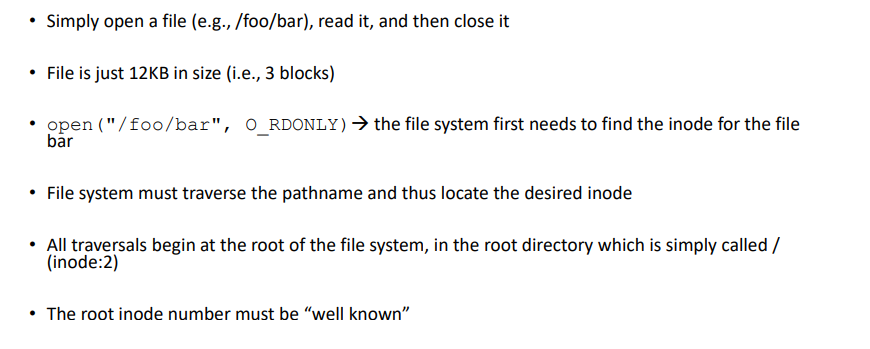 • Simply open a file (e.g., /foo/bar), read it, and then close it
• File is just 12KB in size (i.e., 3 blocks)
• open("/foo/bar", O_RDONLY) → the file system first needs to find the inode for the file
bar
• File system must traverse the pathname and thus locate the desired inode
• All traversals begin at the root of the file system, in the root directory which is simply called /
(inode:2)
• The root inode number must be “well known”